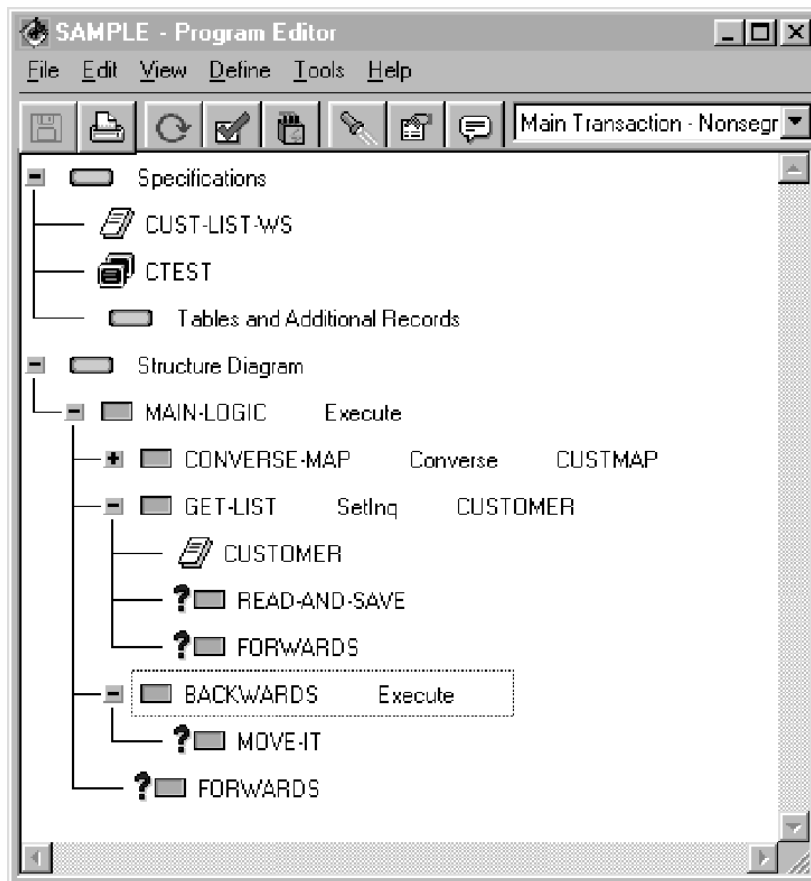 SAMPLE - Program Editor
File Edit View Define Tools Help
Main Transaction - Nonsegr
Specifications
CUST-LIST-WS
CTEST
Tables and Additional Records
Structure Diagram
MAIN-LOGIC Execute
CONVERSE-MAP Converse CUSTMAP
GET-LIST SetInq CUSTOMER
CUSTOMER
? READ-AND-SAVE
? FORWARDS
BACKWARDS Execute
? MOVE-IT
? FORWARDS